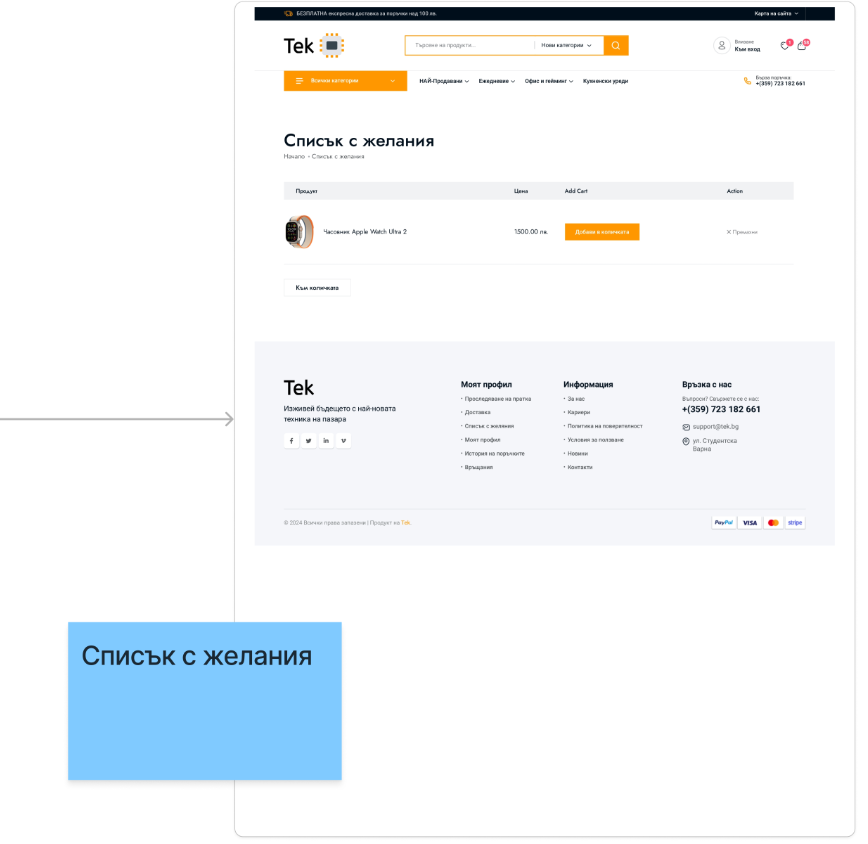 БЕЗПЛАТНА експресна доставка за поръчки над 100 лв.
Карта на сайта
Tek
Търсене на продукти...
Нови категории
Влизане
Към вход
Всички категории
НАЙ-Продавани
Ежедневие
Офис и гейминг
Кухненски уреди
Бърза поръчка
+(359) 723 182 661
Списък с желания
Начало • Списък с желания
Продукт
Цена
Add Cart
Action
Часовник Apple Watch Ultra 2
1500,00 лв.
Добави в количката
× Премахни
Към количката
Tek
Изживей бъдещето с най-новата
техника на пазара
Моят профил
• Проследяване на пратка
• Доставка
• Списък с желания
• Моят профил
• История на поръчките
• Връщания
Информация
• За нас
• Кариери
• Политика на поверителност
• Условия за ползване
• Новини
• Контакти
Връзка с нас
Въпроси? Свържете се с нас:
+(359) 723 182 661
support@tek.bg
ул. Студентска
Варна
© 2024 Всички права запазени | Продукт на Tek.
PayPal
VISA
stripe
Списък с желания